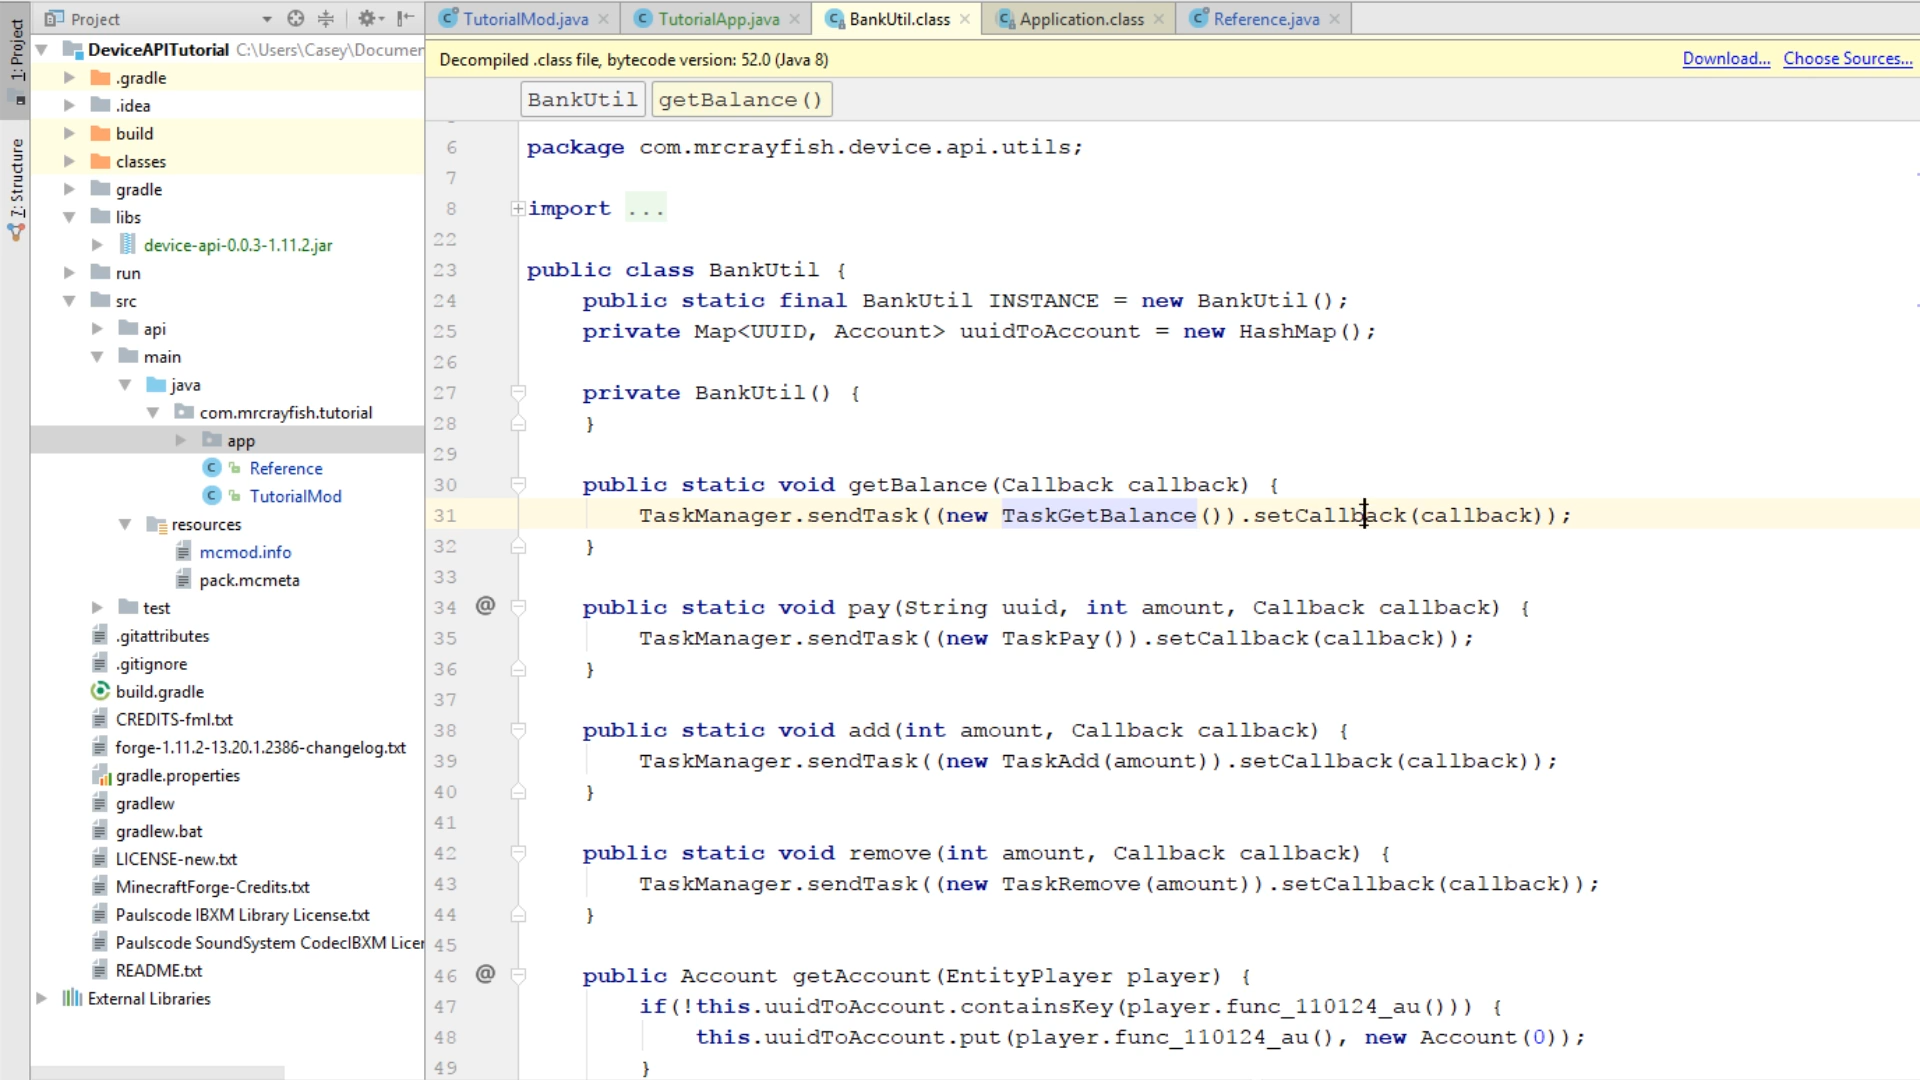 1: Project
7: Structure
Project
DeviceAPITutorial C:\Users\Casey\Documen
.gradle
.idea
build
classes
gradle
libs
device-api-0.0.3-1.11.2.jar
run
src
api
main
java
com.mrcrayfish.tutorial
app
Reference
TutorialMod
resources
mcmod.info
pack.mcmeta
test
.gitattributes
.gitignore
build.gradle
CREDITS-fml.txt
forge-1.11.2-13.20.1.2386-changelog.txt
gradle.properties
gradlew
gradlew.bat
LICENSE-new.txt
MinecraftForge-Credits.txt
Paulscode IBXM Library License.txt
Paulscode SoundSystem CodecIBXM Licen
README.txt
External Libraries
TutorialMod.java TutorialApp.java BankUtil.class Application.class Reference.java
Decompiled .class file, bytecode version: 52.0 (Java 8) Download... Choose Sources...
BankUtil getBalance()
6 package com.mrcrayfish.device.api.utils;
7
8 import ...
22
23 public class BankUtil {
24 public static final BankUtil INSTANCE = new BankUtil();
25 private Map<UUID, Account> uuidToAccount = new HashMap();
26
27 private BankUtil() {
28 }
29
30 public static void getBalance(Callback callback) {
31 TaskManager.sendTask((new TaskGetBalance()).setCallback(callback));
32 }
33
34 @ public static void pay(String uuid, int amount, Callback callback) {
35 TaskManager.sendTask((new TaskPay()).setCallback(callback));
36 }
37
38 public static void add(int amount, Callback callback) {
39 TaskManager.sendTask((new TaskAdd(amount)).setCallback(callback));
40 }
41
42 public static void remove(int amount, Callback callback) {
43 TaskManager.sendTask((new TaskRemove(amount)).setCallback(callback));
44 }
45
46 @ public Account getAccount(EntityPlayer player) {
47 if(!this.uuidToAccount.containsKey(player.func_110124_au())) {
48 this.uuidToAccount.put(player.func_110124_au(), new Account(0));
49 }